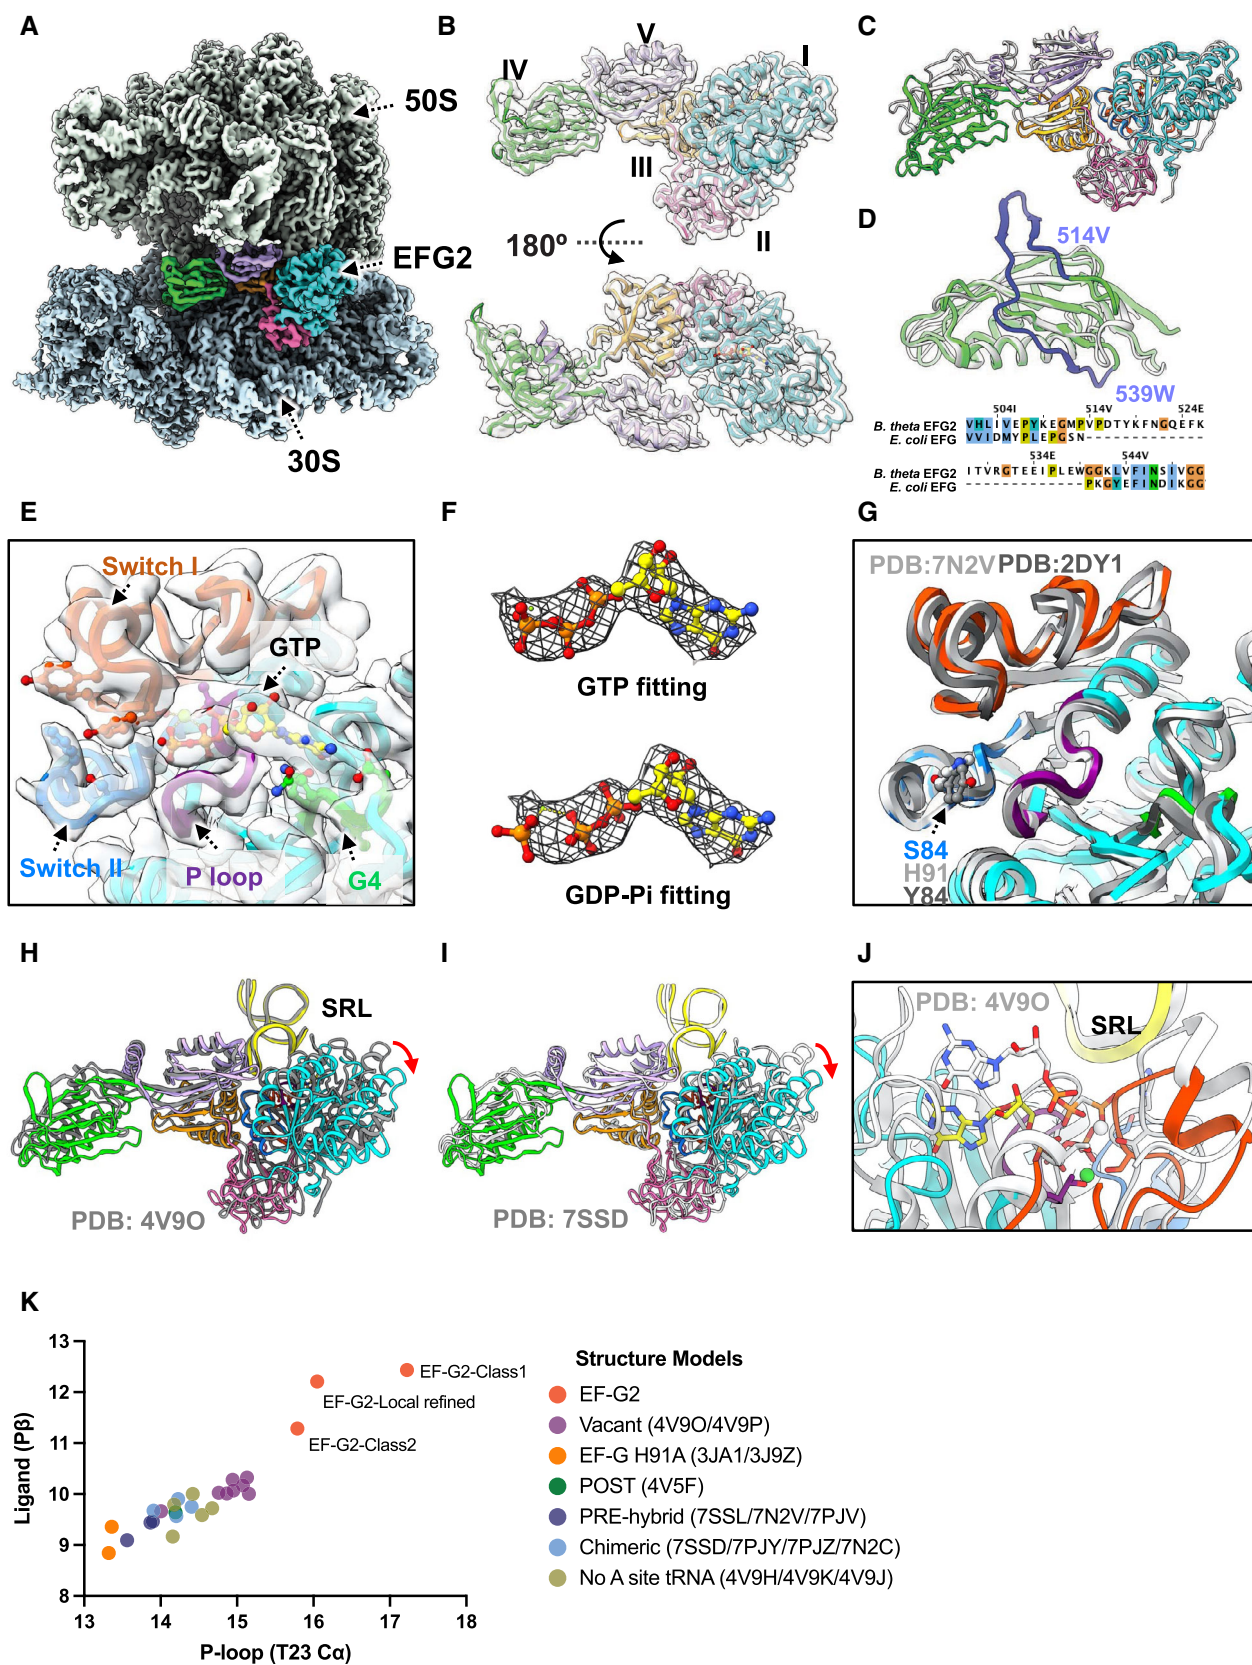 A
50S
EFG2
30S
B
IV
V
I
III
II
180º
C
D
514V
539W
504I 514V 524E
B. theta EFG2 VHLIVEPYKEGMPVPDTYKFNGQEFK
E. coli EFG VVIDMYPLEPGSN-------------
534E 544V
B. theta EFG2 ITVRGTEEIPLEWGGKLVFINSIVGG
E. coli EFG -------------PKGYEFINDIKGG
E
Switch I
GTP
Switch II
P loop
G4
F
GTP fitting
GDP-Pi fitting
G
PDB:7N2V PDB:2DY1
S84
H91
Y84
H
SRL
PDB: 4V9O
I
PDB: 7SSD
J
PDB: 4V9O
SRL
K
13
12
11
10
9
8
Ligand (Pβ)
13 14 15 16 17 18
P-loop (T23 Cα)
EF-G2-Class1
EF-G2-Local refined
EF-G2-Class2
Structure Models
EF-G2
Vacant (4V9O/4V9P)
EF-G H91A (3JA1/3J9Z)
POST (4V5F)
PRE-hybrid (7SSL/7N2V/7PJV)
Chimeric (7SSD/7PJY/7PJZ/7N2C)
No A site tRNA (4V9H/4V9K/4V9J)